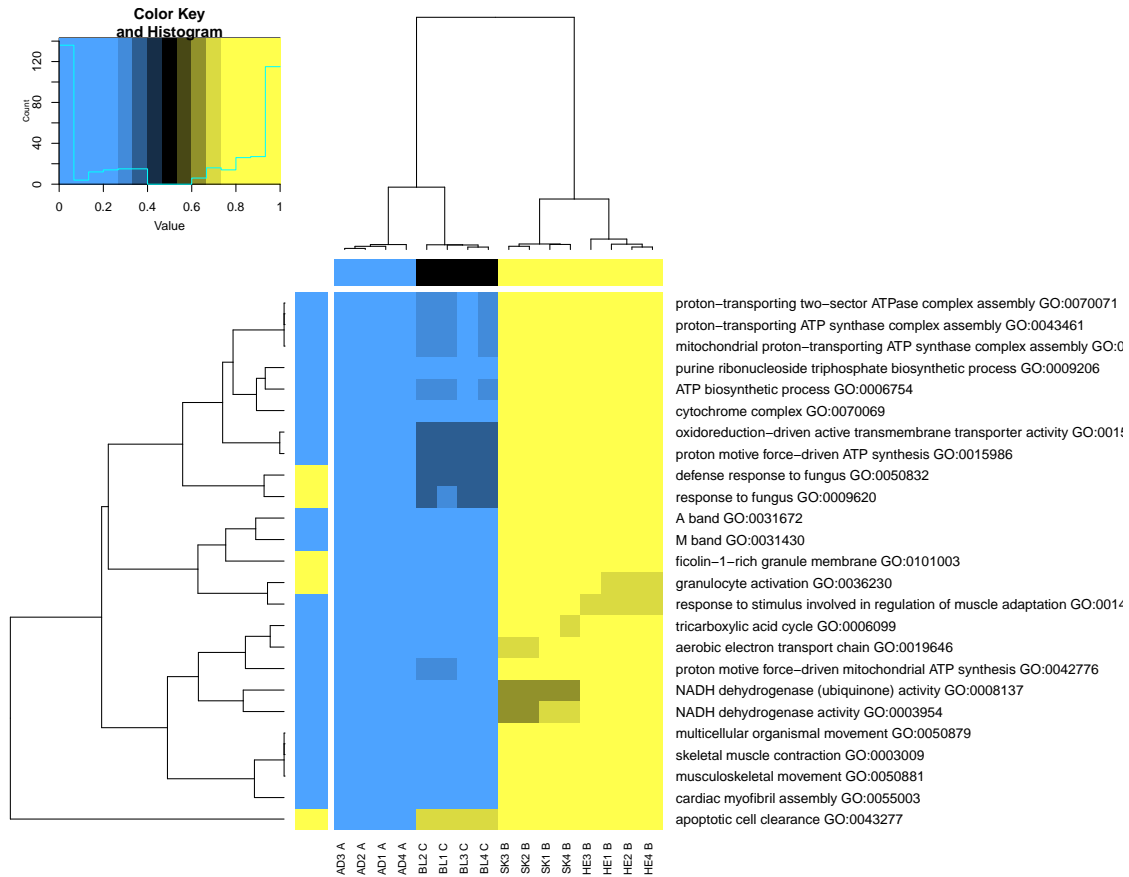 Color Key
and Histogram
Count
0 40 80 120
0 0.2 0.4 0.6 0.8 1
Value
proton−transporting two−sector ATPase complex assembly GO:0070071
proton−transporting ATP synthase complex assembly GO:0043461
mitochondrial proton−transporting ATP synthase complex assembly GO:0
purine ribonucleoside triphosphate biosynthetic process GO:0009206
ATP biosynthetic process GO:0006754
cytochrome complex GO:0070069
oxidoreduction−driven active transmembrane transporter activity GO:0015
proton motive force−driven ATP synthesis GO:0015986
defense response to fungus GO:0050832
response to fungus GO:0009620
A band GO:0031672
M band GO:0031430
ficolin−1−rich granule membrane GO:0101003
granulocyte activation GO:0036230
response to stimulus involved in regulation of muscle adaptation GO:0014
tricarboxylic acid cycle GO:0006099
aerobic electron transport chain GO:0019646
proton motive force−driven mitochondrial ATP synthesis GO:0042776
NADH dehydrogenase (ubiquinone) activity GO:0008137
NADH dehydrogenase activity GO:0003954
multicellular organismal movement GO:0050879
skeletal muscle contraction GO:0003009
musculoskeletal movement GO:0050881
cardiac myofibril assembly GO:0055003
apoptotic cell clearance GO:0043277
AD3 A
AD2 A
AD1 A
AD4 A
BL2 C
BL1 C
BL3 C
BL4 C
SK3 B
SK2 B
SK1 B
SK4 B
HE3 B
HE1 B
HE2 B
HE4 B